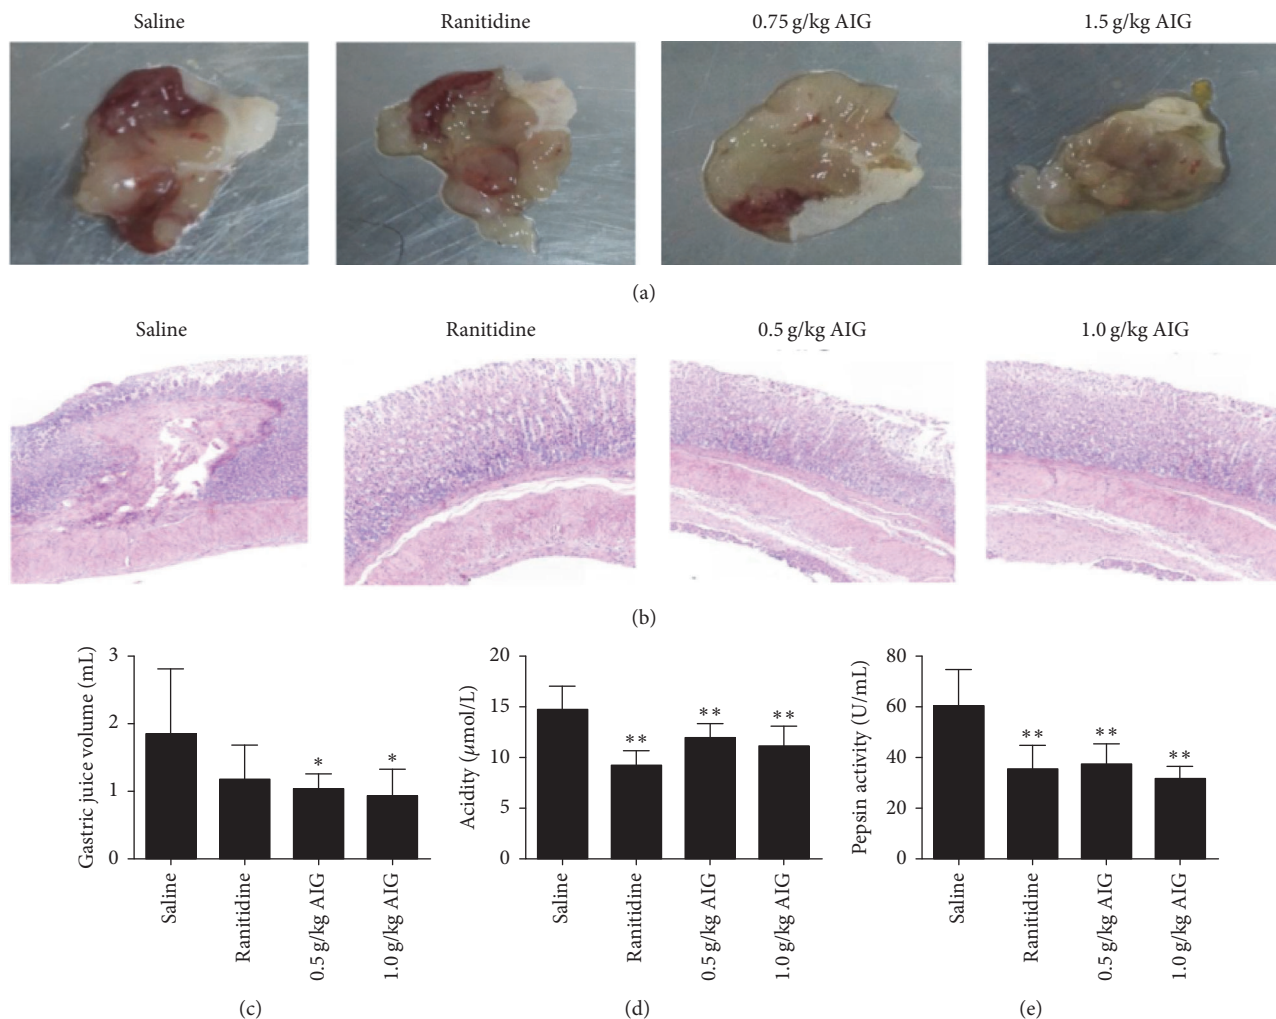 Saline
Ranitidine
0.75 g/kg AIG
1.5 g/kg AIG
(a)
Saline
Ranitidine
0.5 g/kg AIG
1.0 g/kg AIG
(b)
Gastric juice volume (mL)
3
2
1
0
*
*
Saline
Ranitidine
0.5 g/kg AIG
1.0 g/kg AIG
(c)
Acidity (μmol/L)
20
15
10
5
0
**
**
**
Saline
Ranitidine
0.5 g/kg AIG
1.0 g/kg AIG
(d)
Pepsin activity (U/mL)
80
60
40
20
0
**
**
**
Saline
Ranitidine
0.5 g/kg AIG
1.0 g/kg AIG
(e)